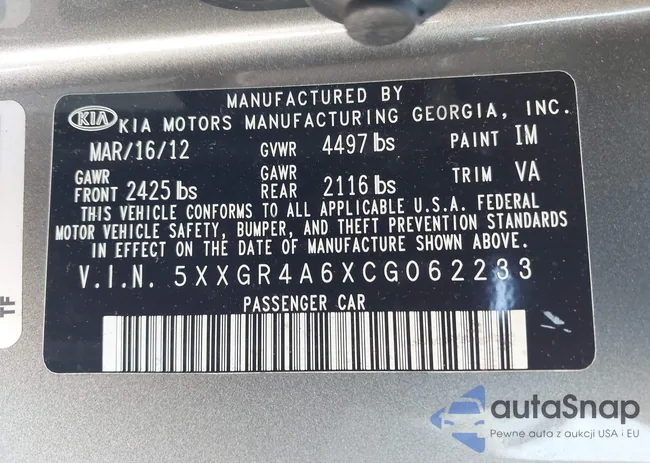 MANUFACTURED BY
KIA KIA MOTORS MANUFACTURING GEORGIA, INC.
MAR/16/12 GVWR 4497 lbs PAINT IM
GAWR FRONT 2425 lbs GAWR REAR 2116 lbs TRIM VA
THIS VEHICLE CONFORMS TO ALL APPLICABLE U.S.A. FEDERAL
MOTOR VEHICLE SAFETY, BUMPER, AND THEFT PREVENTION STANDARDS
IN EFFECT ON THE DATE OF MANUFACTURE SHOWN ABOVE.
V.I.N. 5XXGR4A6XCG062233
PASSENGER CAR
TF
autaSnap
Pewne auta z aukcji USA i EU